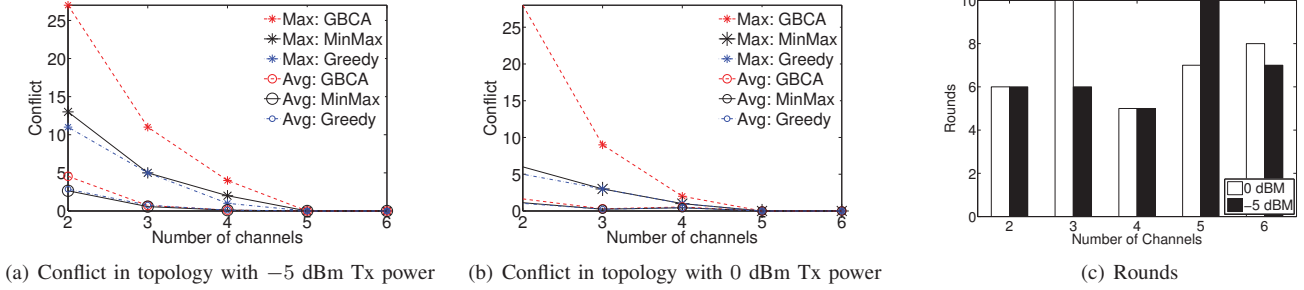 25
20
15
10
5
0
2
3
4
5
6
Conflict
Number of channels
Max: GBCA
Max: MinMax
Max: Greedy
Avg: GBCA
Avg: MinMax
Avg: Greedy
(a) Conflict in topology with −5 dBm Tx power
25
20
15
10
5
0
2
3
4
5
6
Conflict
Number of channels
Max: GBCA
Max: MinMax
Max: Greedy
Avg: GBCA
Avg: MinMax
Avg: Greedy
(b) Conflict in topology with 0 dBm Tx power
10
8
6
4
2
0
2
3
4
5
6
Rounds
Number of Channels
0 dBM
−5 dBM
(c) Rounds